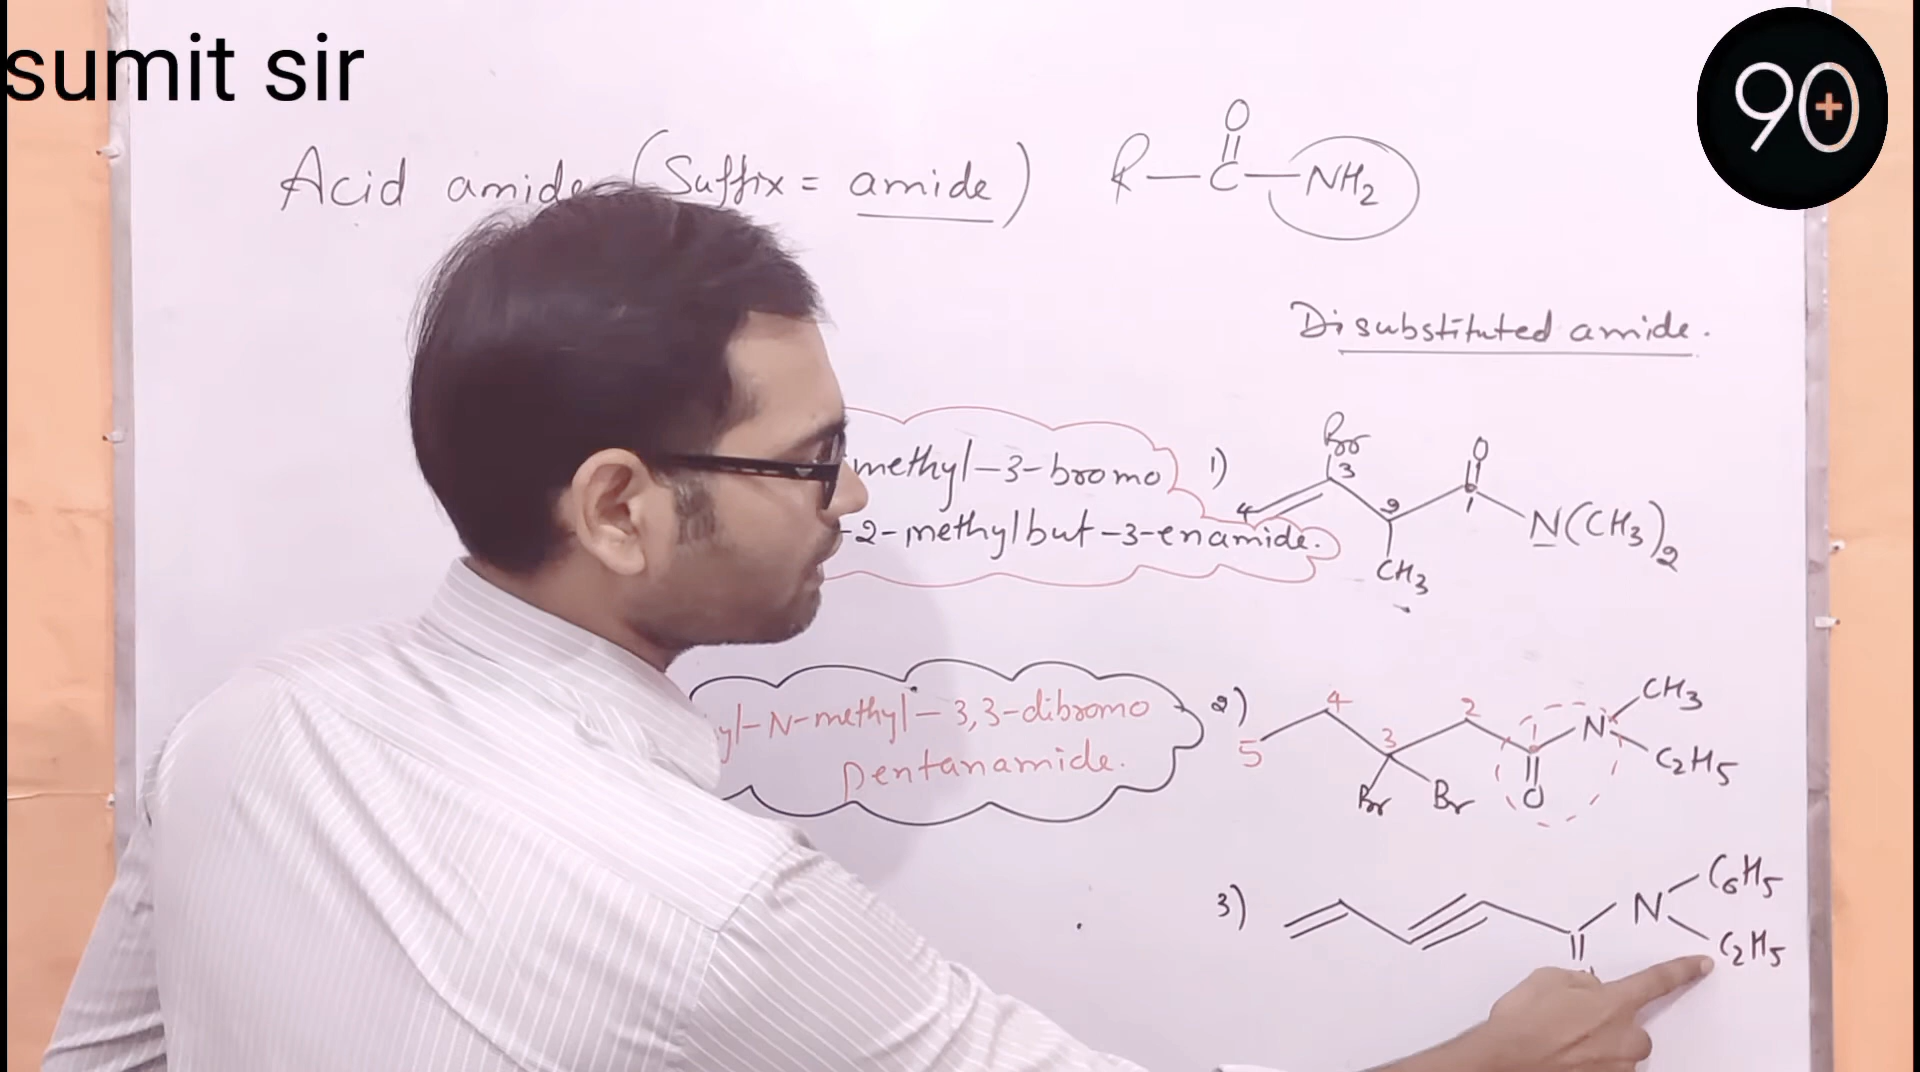 sumit sir
90+
Acid amide (Suffix = amide)
R—C—NH2
O
Disubstituted amide.
methyl-3-bromo
-2-methylbut-3-enamide.
1)
Br
3
4
2
1
O
N(CH3)2
CH3
yl-N-methyl-3,3-dibromo
pentanamide.
2)
5
4
3
2
1
Br
Br
O
N
CH3
C2H5
3)
N
C6H5
C2H5